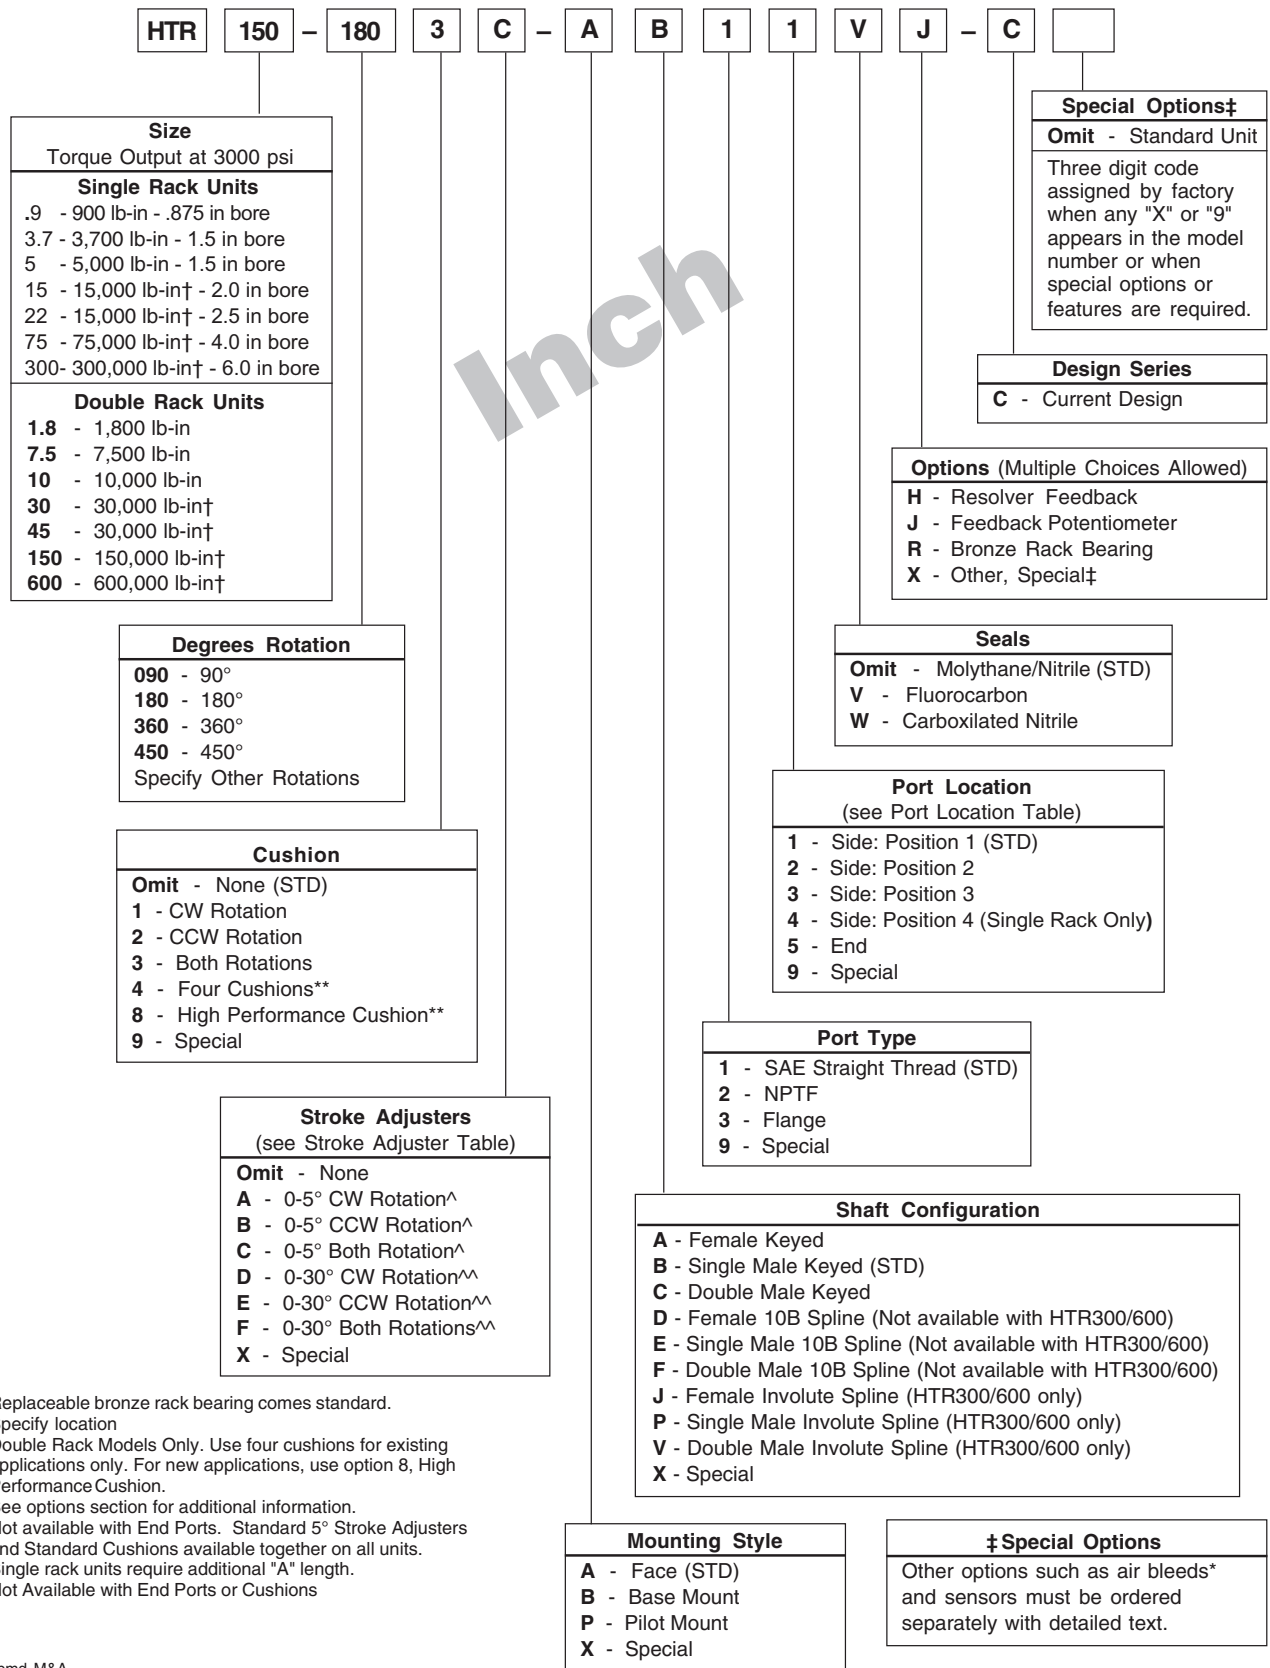 HTR 150 – 180 3 C – A B 1 1 V J – C
Size
Torque Output at 3000 psi
Single Rack Units
.9 - 900 lb-in - .875 in bore
3.7 - 3,700 lb-in - 1.5 in bore
5 - 5,000 lb-in - 1.5 in bore
15 - 15,000 lb-in† - 2.0 in bore
22 - 15,000 lb-in† - 2.5 in bore
75 - 75,000 lb-in† - 4.0 in bore
300- 300,000 lb-in† - 6.0 in bore
Double Rack Units
1.8 - 1,800 lb-in
7.5 - 7,500 lb-in
10 - 10,000 lb-in
30 - 30,000 lb-in†
45 - 30,000 lb-in†
150 - 150,000 lb-in†
600 - 600,000 lb-in†
Inch
Special Options‡
Omit - Standard Unit
Three digit code
assigned by factory
when any "X" or "9"
appears in the model
number or when
special options or
features are required.
Design Series
C - Current Design
Options (Multiple Choices Allowed)
H - Resolver Feedback
J - Feedback Potentiometer
R - Bronze Rack Bearing
X - Other, Special‡
Degrees Rotation
090 - 90°
180 - 180°
360 - 360°
450 - 450°
Specify Other Rotations
Seals
Omit - Molythane/Nitrile (STD)
V - Fluorocarbon
W - Carboxilated Nitrile
Port Location
(see Port Location Table)
1 - Side: Position 1 (STD)
2 - Side: Position 2
3 - Side: Position 3
4 - Side: Position 4 (Single Rack Only)
5 - End
9 - Special
Cushion
Omit - None (STD)
1 - CW Rotation
2 - CCW Rotation
3 - Both Rotations
4 - Four Cushions**
8 - High Performance Cushion**
9 - Special
Port Type
1 - SAE Straight Thread (STD)
2 - NPTF
3 - Flange
9 - Special
Stroke Adjusters
(see Stroke Adjuster Table)
Omit - None
A - 0-5° CW Rotation^
B - 0-5° CCW Rotation^
C - 0-5° Both Rotation^
D - 0-30° CW Rotation^^
E - 0-30° CCW Rotation^^
F - 0-30° Both Rotations^^
X - Special
Shaft Configuration
A - Female Keyed
B - Single Male Keyed (STD)
C - Double Male Keyed
D - Female 10B Spline (Not available with HTR300/600)
E - Single Male 10B Spline (Not available with HTR300/600)
F - Double Male 10B Spline (Not available with HTR300/600)
J - Female Involute Spline (HTR300/600 only)
P - Single Male Involute Spline (HTR300/600 only)
V - Double Male Involute Spline (HTR300/600 only)
X - Special
eplaceable bronze rack bearing comes standard.
pecify location
ouble Rack Models Only. Use four cushions for existing
pplications only. For new applications, use option 8, High
erformance Cushion.
ee options section for additional information.
ot available with End Ports. Standard 5° Stroke Adjusters
nd Standard Cushions available together on all units.
ingle rack units require additional "A" length.
ot Available with End Ports or Cushions
Mounting Style
A - Face (STD)
B - Base Mount
P - Pilot Mount
X - Special
‡ Special Options
Other options such as air bleeds*
and sensors must be ordered
separately with detailed text.